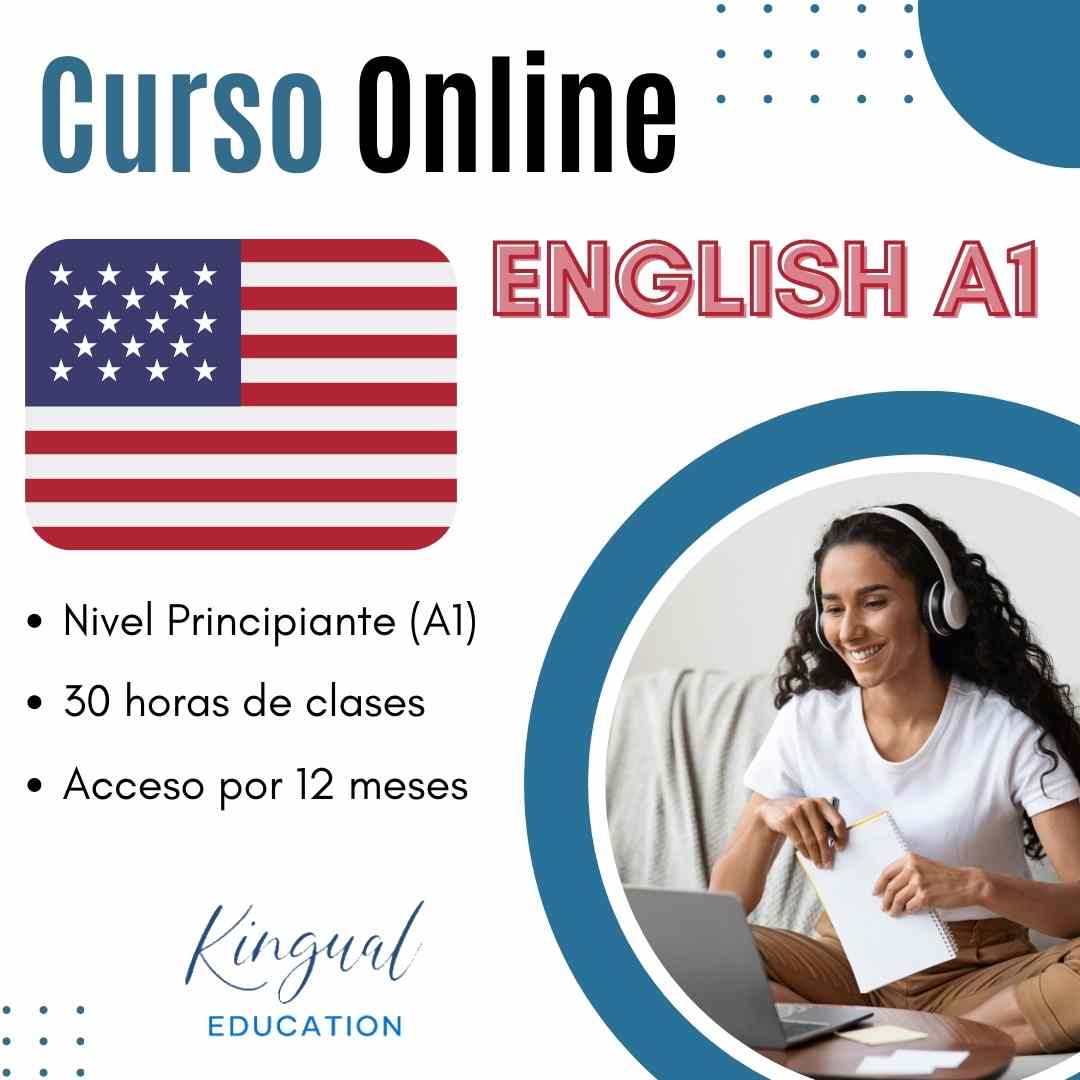 Curso Online
ENGLISH A1
• Nivel Principiante (A1)
• 30 horas de clases
• Acceso por 12 meses
Kingual
EDUCATION